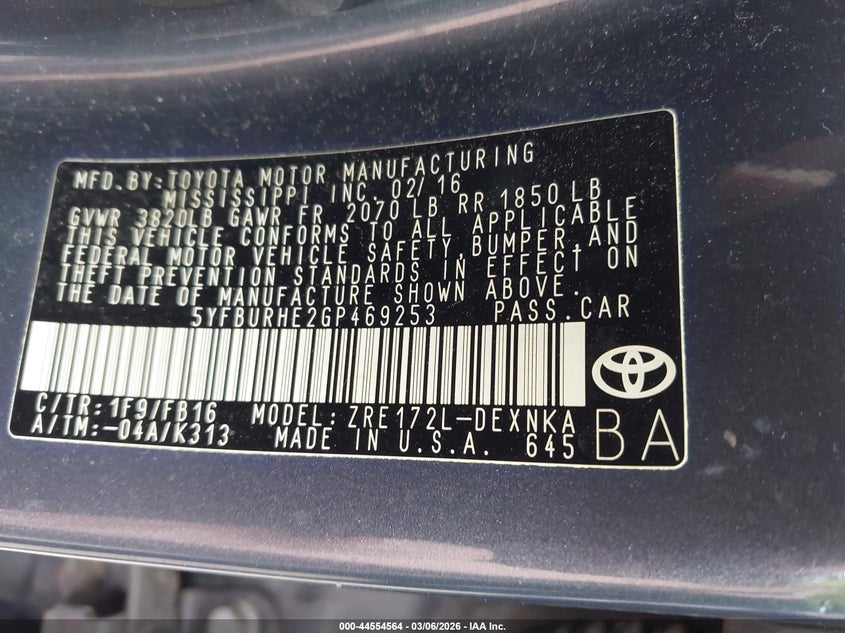 MFD. BY: TOYOTA MOTOR MANUFACTURING
MISSISSIPPI INC. 02/16
GVWR 3820LB GAWR FR 2070 LB RR 1850 LB
THIS VEHICLE CONFORMS TO ALL APPLICABLE
FEDERAL MOTOR VEHICLE SAFETY, BUMPER, AND
THEFT PREVENTION STANDARDS IN EFFECT ON
THE DATE OF MANUFACTURE SHOWN ABOVE.
5YFBURHE2GP469253 PASS. CAR
C/TR: 1F9/FB16 MODEL: ZRE172L-DEXNKA
A/TM: -04A/K313 MADE IN U.S.A. 645
BA
000-44554564 | 03/06/2026 – IAA Inc.